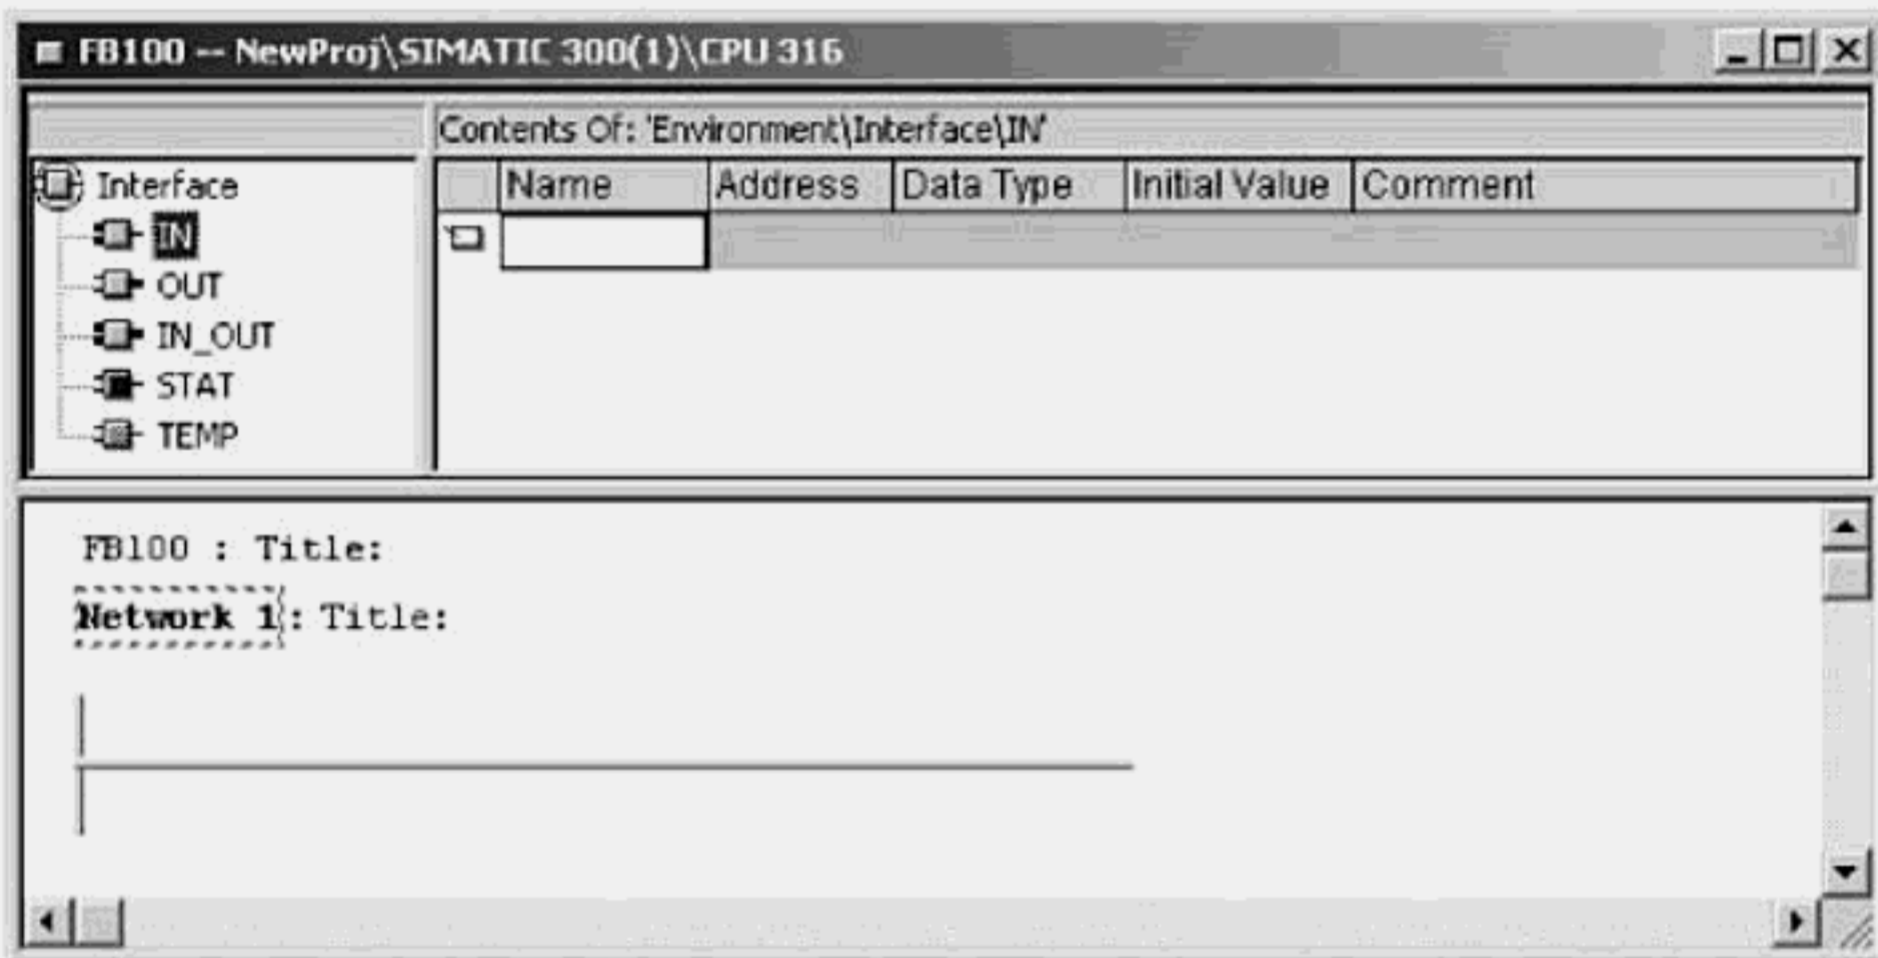 FB100 -- NewProj\SIMATIC 300(1)\CPU 316
Contents Of: 'Environment\Interface\IN'
Interface
IN
OUT
IN_OUT
STAT
TEMP
Name Address Data Type Initial Value Comment
FB100 : Title:
Network 1: Title: